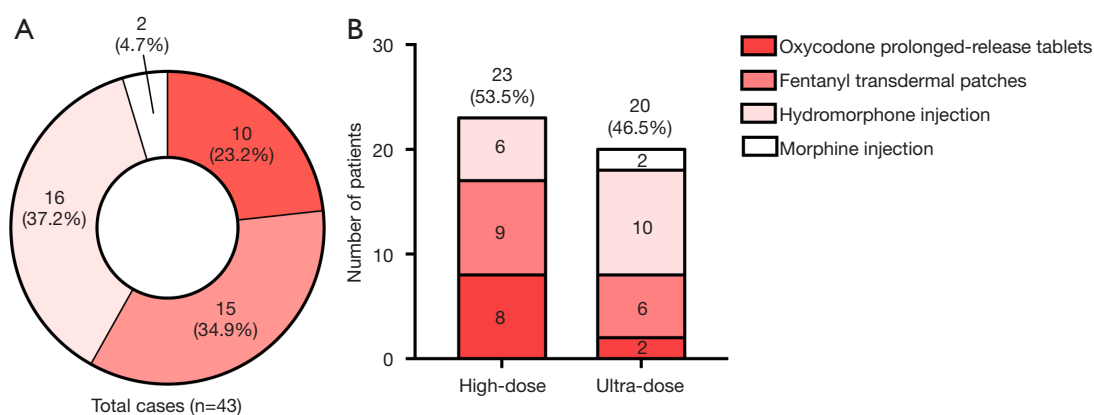 A
2
(4.7%)
10
(23.2%)
16
(37.2%)
15
(34.9%)
Total cases (n=43)
B
30
20
10
0
Number of patients
23
(53.5%)
6
9
8
High-dose
20
(46.5%)
2
10
6
2
Ultra-dose
Oxycodone prolonged-release tablets
Fentanyl transdermal patches
Hydromorphone injection
Morphine injection